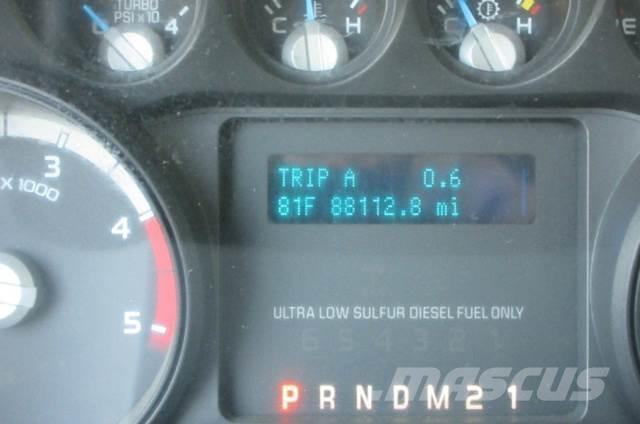 TURBO
PSI x 10
0 4
C H
C H
E
3
X 1000
4
5
TRIP A 0.6
81F 88112.8 mi
ULTRA LOW SULFUR DIESEL FUEL ONLY
6 5 4 3 2 1
P R N D M 2 1
MASCUS